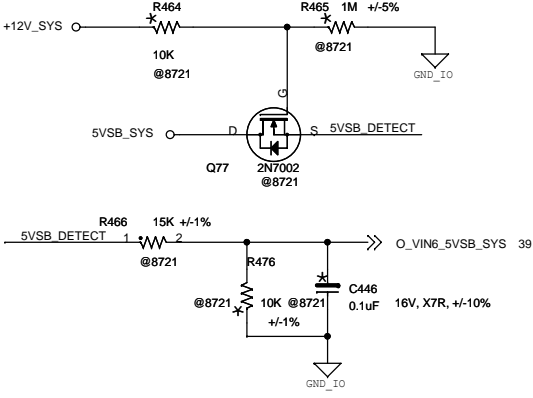 R464
R465 1M +/-5%
+12V_SYS
10K
@8721
@8721
GND_IO
G
5VSB_SYS
D
S
5VSB_DETECT
Q77
2N7002
@8721
R466
15K +/-1%
5VSB_DETECT
1
2
O_VIN6_5VSB_SYS 39
@8721
R476
C446
@8721
10K
@8721
0.1uF
16V, X7R, +/-10%
+/-1%
GND_IO